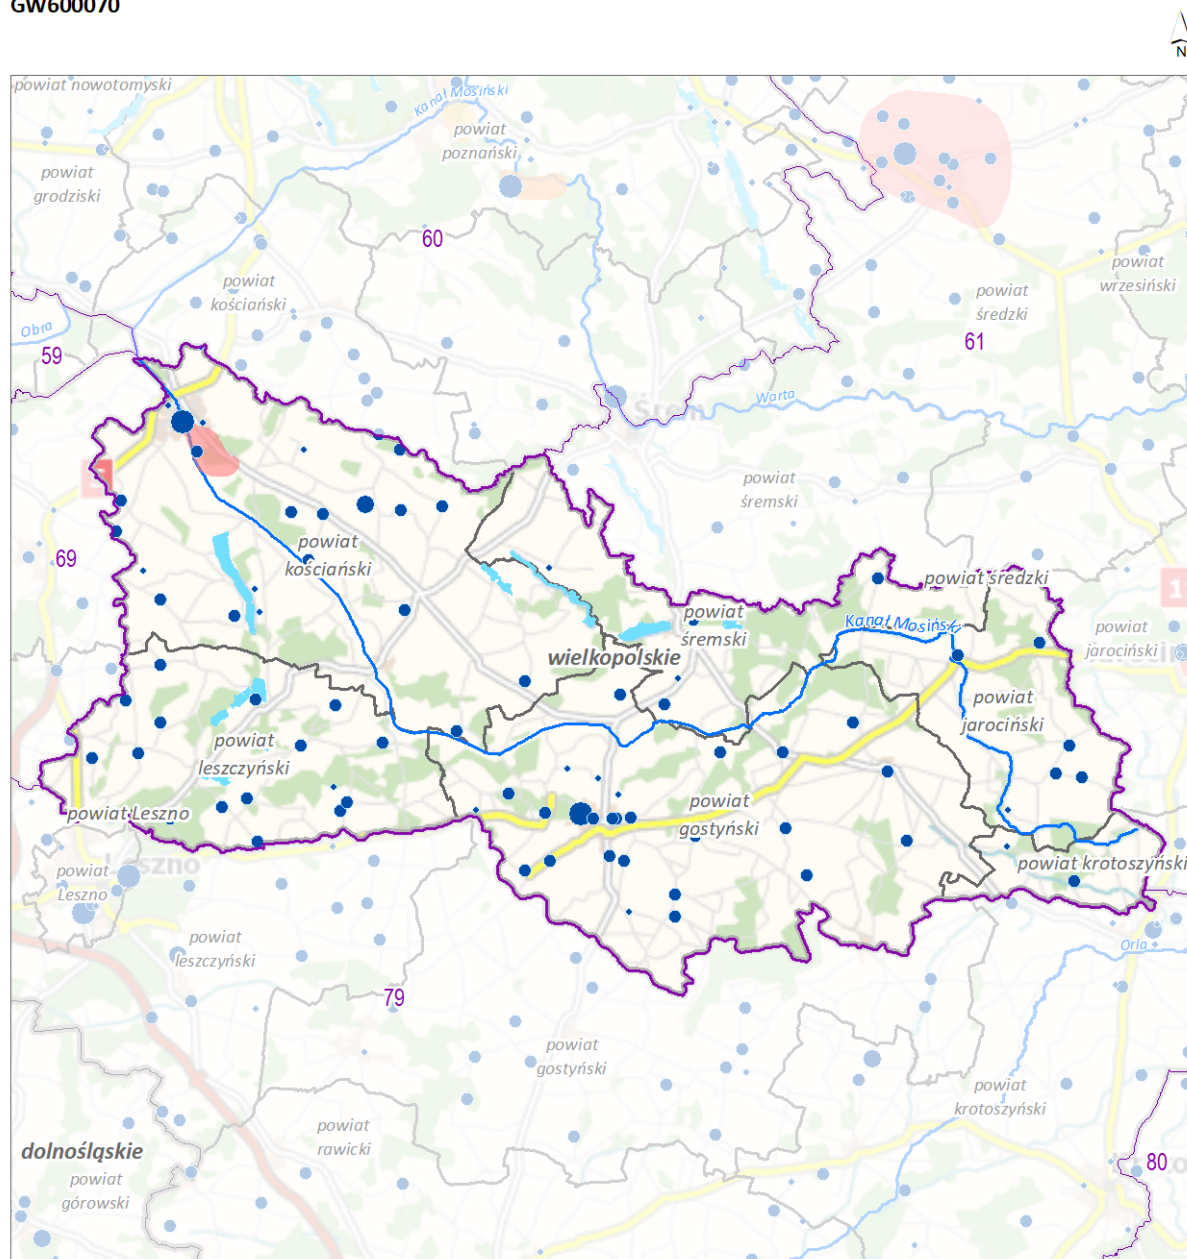 GW600070
N
powiat nowotomyski
Kanał Mosiński
powiat
poznański
powiat
grodziski
60
powiat
kościański
powiat
wrzesiński
powiat
średzki
Obra
59
61
Warta
Śrem
powiat
śremski
69
powiat
kościański
powiat średzki
powiat
śremski
Kanał Mosiński
powiat
jarociński
wielkopolskie
powiat
jarociński
powiat
leszczyński
powiat Leszno
powiat
gostyński
powiat krotoszyński
Leszno
powiat
Leszno
powiat
leszczyński
Orla
79
powiat
gostyński
powiat
krotoszyński
powiat
rawicki
dolnośląskie
powiat
górowski
80